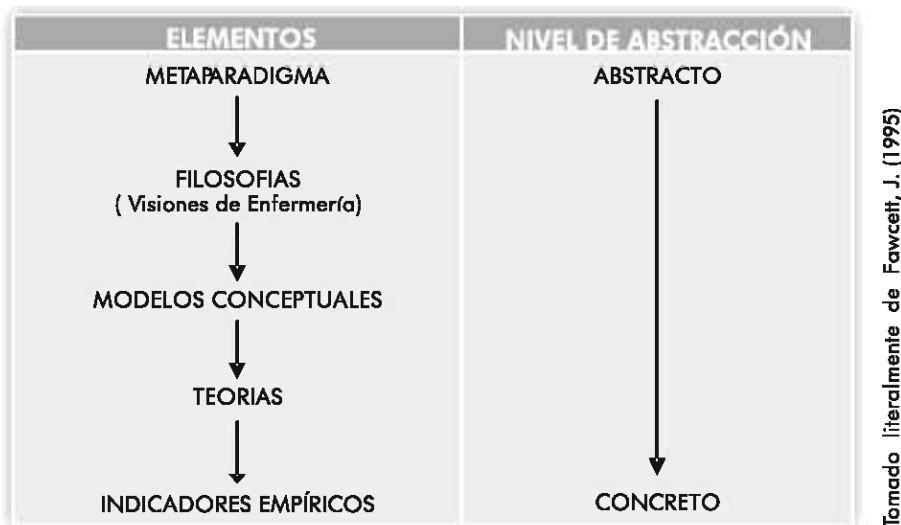 ELEMENTOS
NIVEL DE ABSTRACCIÓN
METAPARADIGMA
ABSTRACTO
FILOSOFIAS
( Visiones de Enfermería)
MODELOS CONCEPTUALES
TEORIAS
INDICADORES EMPÍRICOS
CONCRETO
Tomado literalmente de Fawcett, J. (1995)